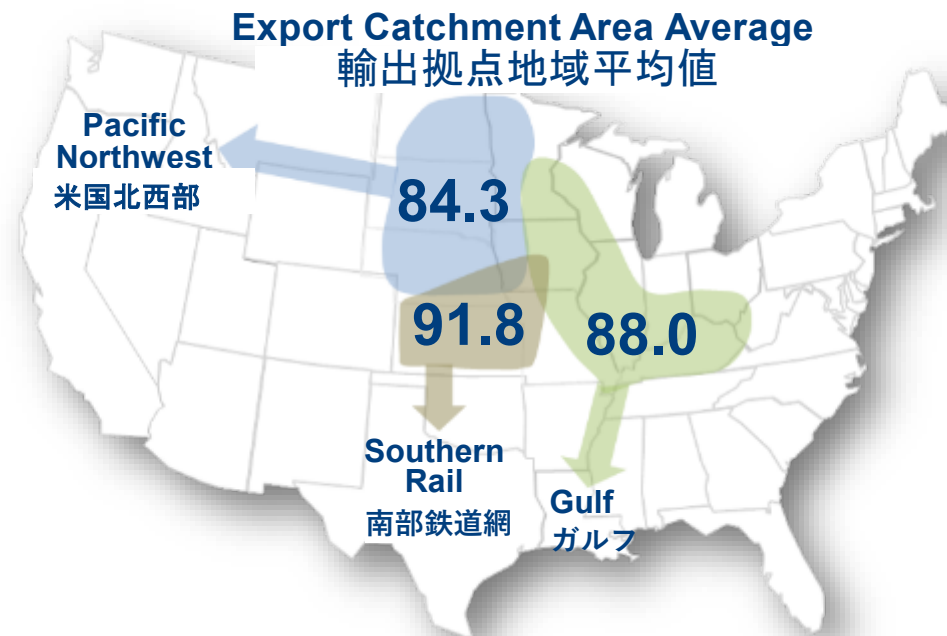 Export Catchment Area Average
輸出拠点地域平均値
Pacific
Northwest
米国北西部
84.3
91.8
88.0
Southern
Rail
南部鉄道網
Gulf
ガルフ